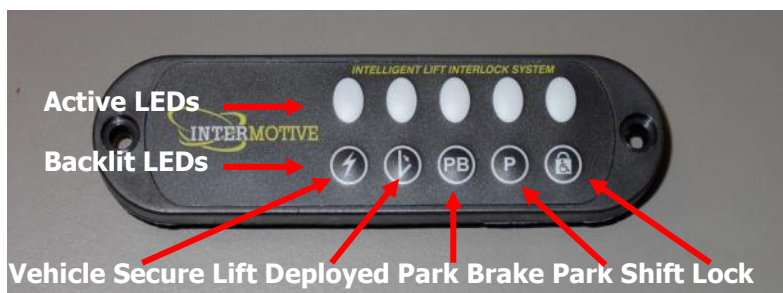 INTELLIGENT LIFT INTERLOCK SYSTEM
Active LEDs
INTERMOTIVE
Backlit LEDs
PB P
Vehicle Secure Lift Deployed Park Brake Park Shift Lock